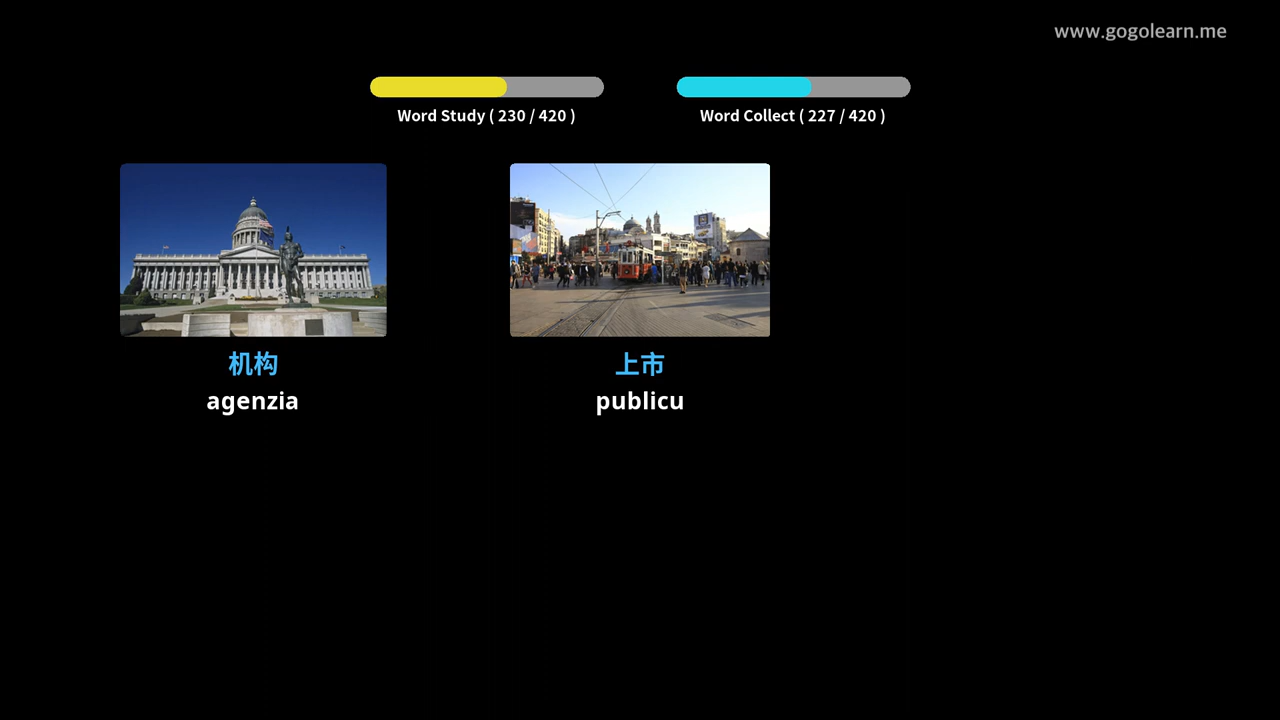 www.gogolearn.me
Word Study ( 230 / 420 )
Word Collect ( 227 / 420 )
机构
agenzia
上市
publicu